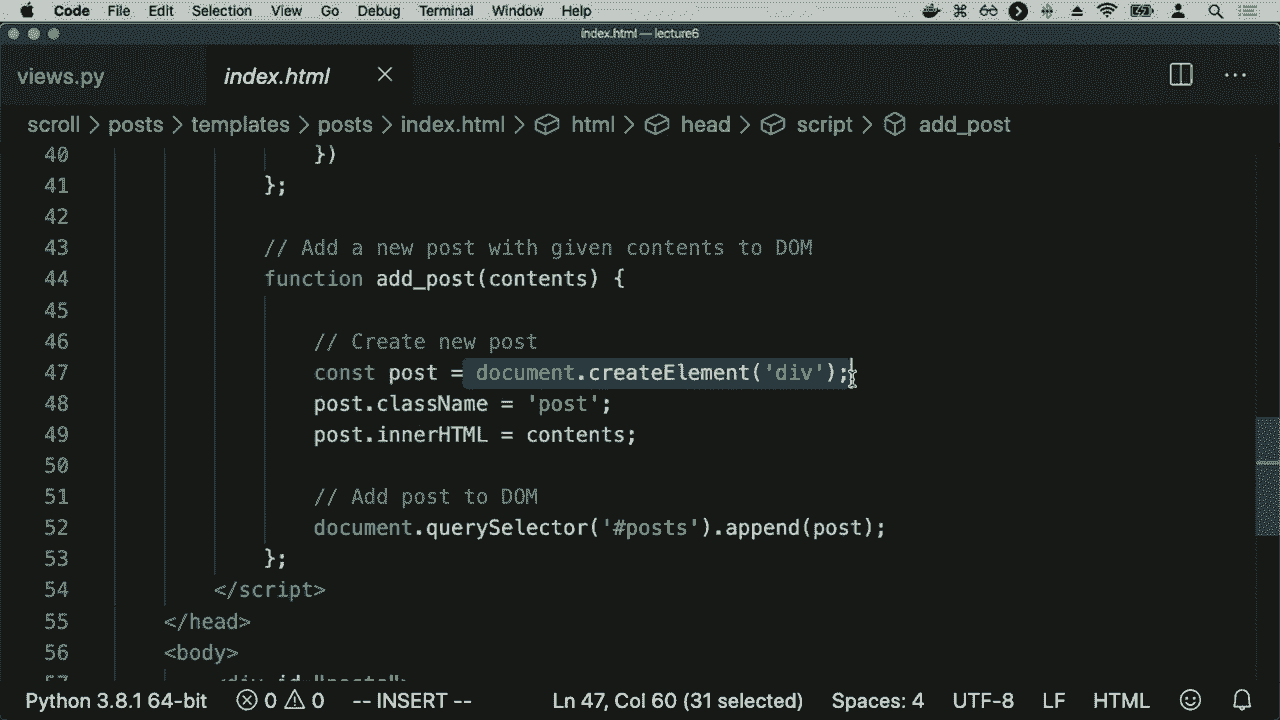 Code File Edit Selection View Go Debug Terminal Window Help
index.html — lecture6
views.py index.html
scroll > posts > templates > posts > index.html > html > head > script > add_post
40 })
41 };
42
43 // Add a new post with given contents to DOM
44 function add_post(contents) {
45
46 // Create new post
47 const post = document.createElement('div');
48 post.className = 'post';
49 post.innerHTML = contents;
50
51 // Add post to DOM
52 document.querySelector('#posts').append(post);
53 };
54 </script>
55 </head>
56 <body>
57 <div id="posts">
Python 3.8.1 64-bit 0 0 -- INSERT -- Ln 47, Col 60 (31 selected) Spaces: 4 UTF-8 LF HTML